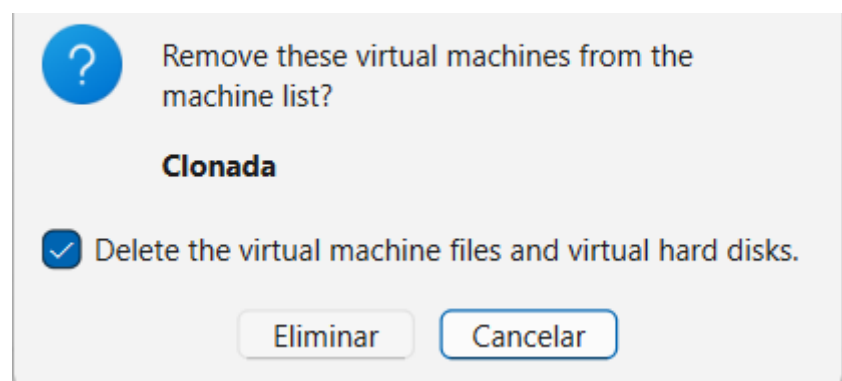 ?
Remove these virtual machines from the
machine list?
Clonada
Delete the virtual machine files and virtual hard disks.
Eliminar Cancelar